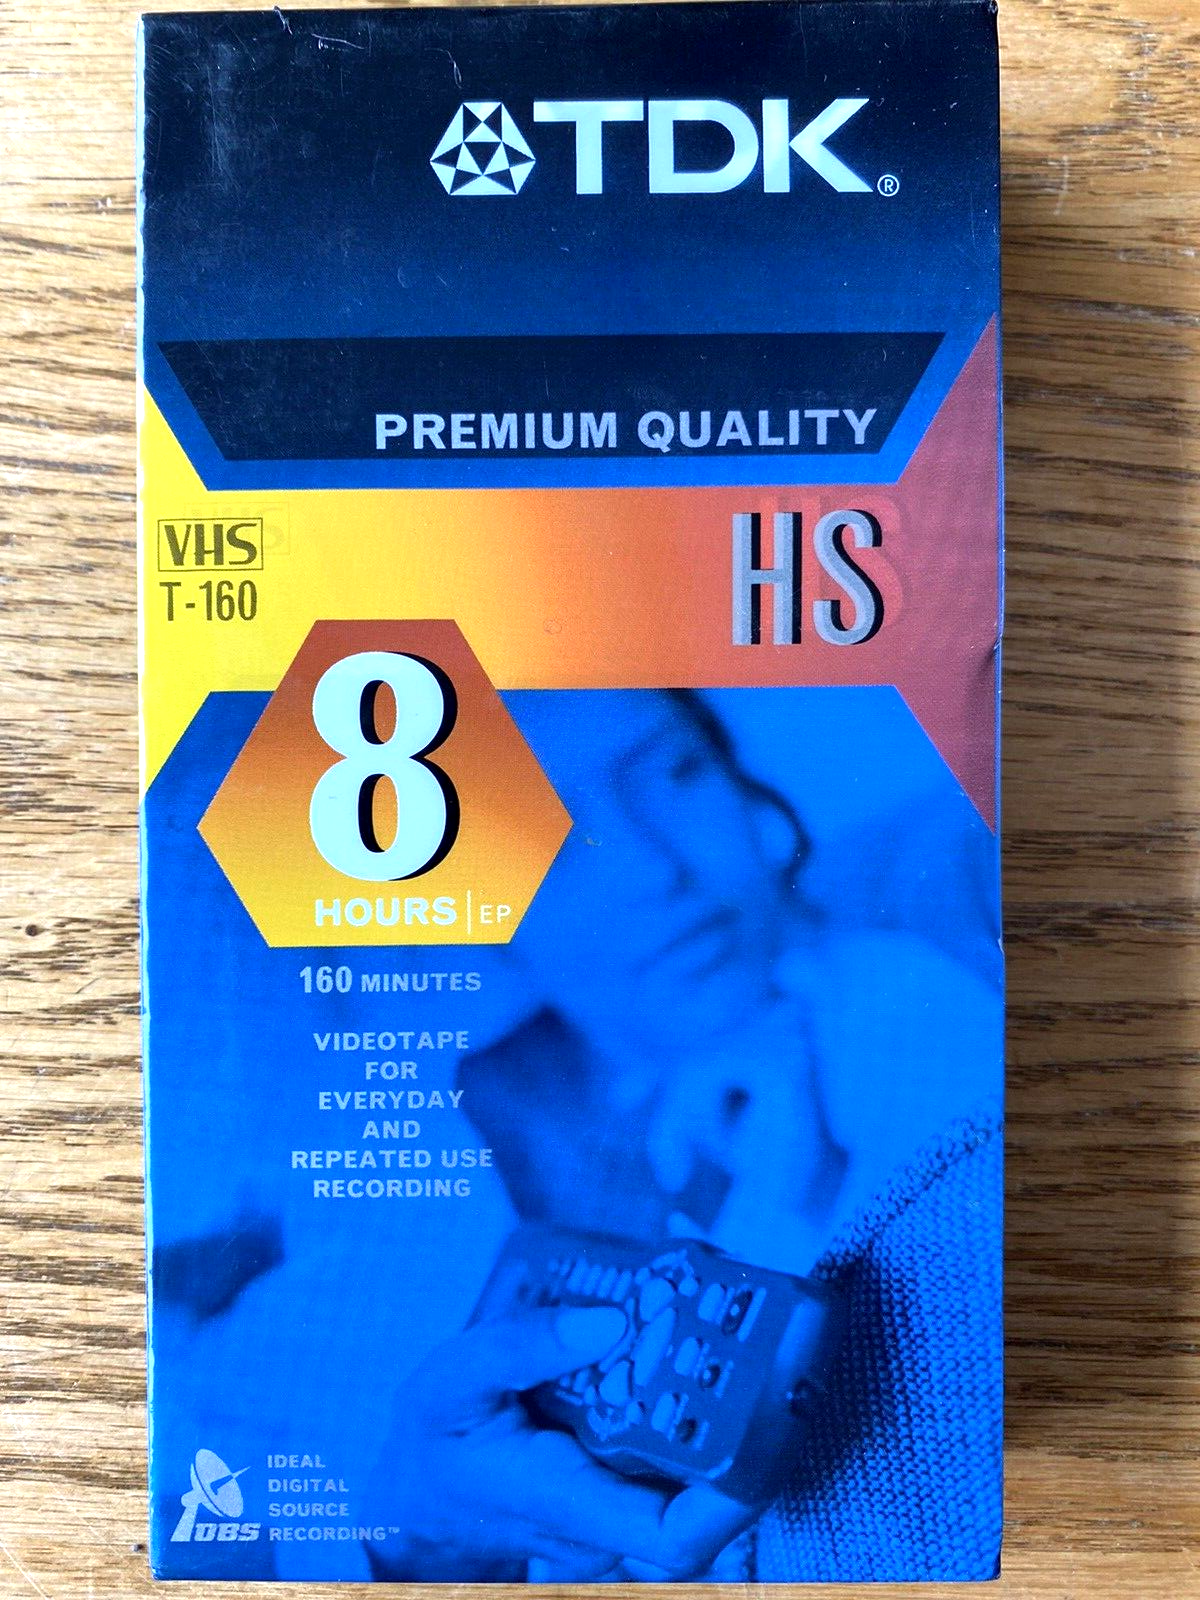 TDK®
PREMIUM QUALITY
VHS
T-160
HS
8
HOURS | EP
160 MINUTES
VIDEOTAPE
FOR
EVERYDAY
AND
REPEATED USE
RECORDING
IDEAL
DIGITAL
SOURCE
RECORDING™
DBS